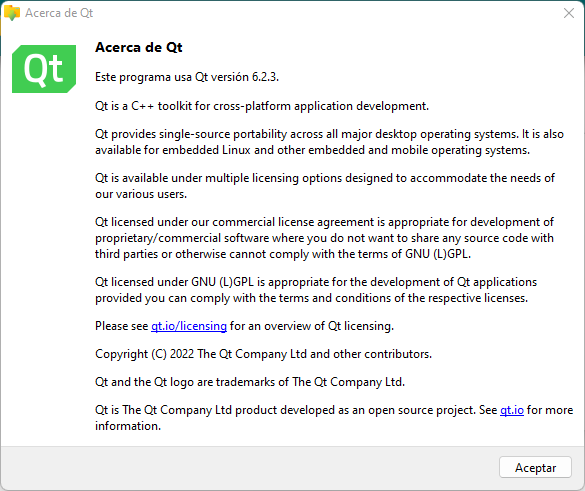 Acerca de Qt
Qt
Acerca de Qt
Este programa usa Qt versión 6.2.3.
Qt is a C++ toolkit for cross-platform application development.
Qt provides single-source portability across all major desktop operating systems. It is also
available for embedded Linux and other embedded and mobile operating systems.
Qt is available under multiple licensing options designed to accommodate the needs of
our various users.
Qt licensed under our commercial license agreement is appropriate for development of
proprietary/commercial software where you do not want to share any source code with
third parties or otherwise cannot comply with the terms of GNU (L)GPL.
Qt licensed under GNU (L)GPL is appropriate for the development of Qt applications
provided you can comply with the terms and conditions of the respective licenses.
Please see qt.io/licensing for an overview of Qt licensing.
Copyright (C) 2022 The Qt Company Ltd and other contributors.
Qt and the Qt logo are trademarks of The Qt Company Ltd.
Qt is The Qt Company Ltd product developed as an open source project. See qt.io for more
information.
Aceptar